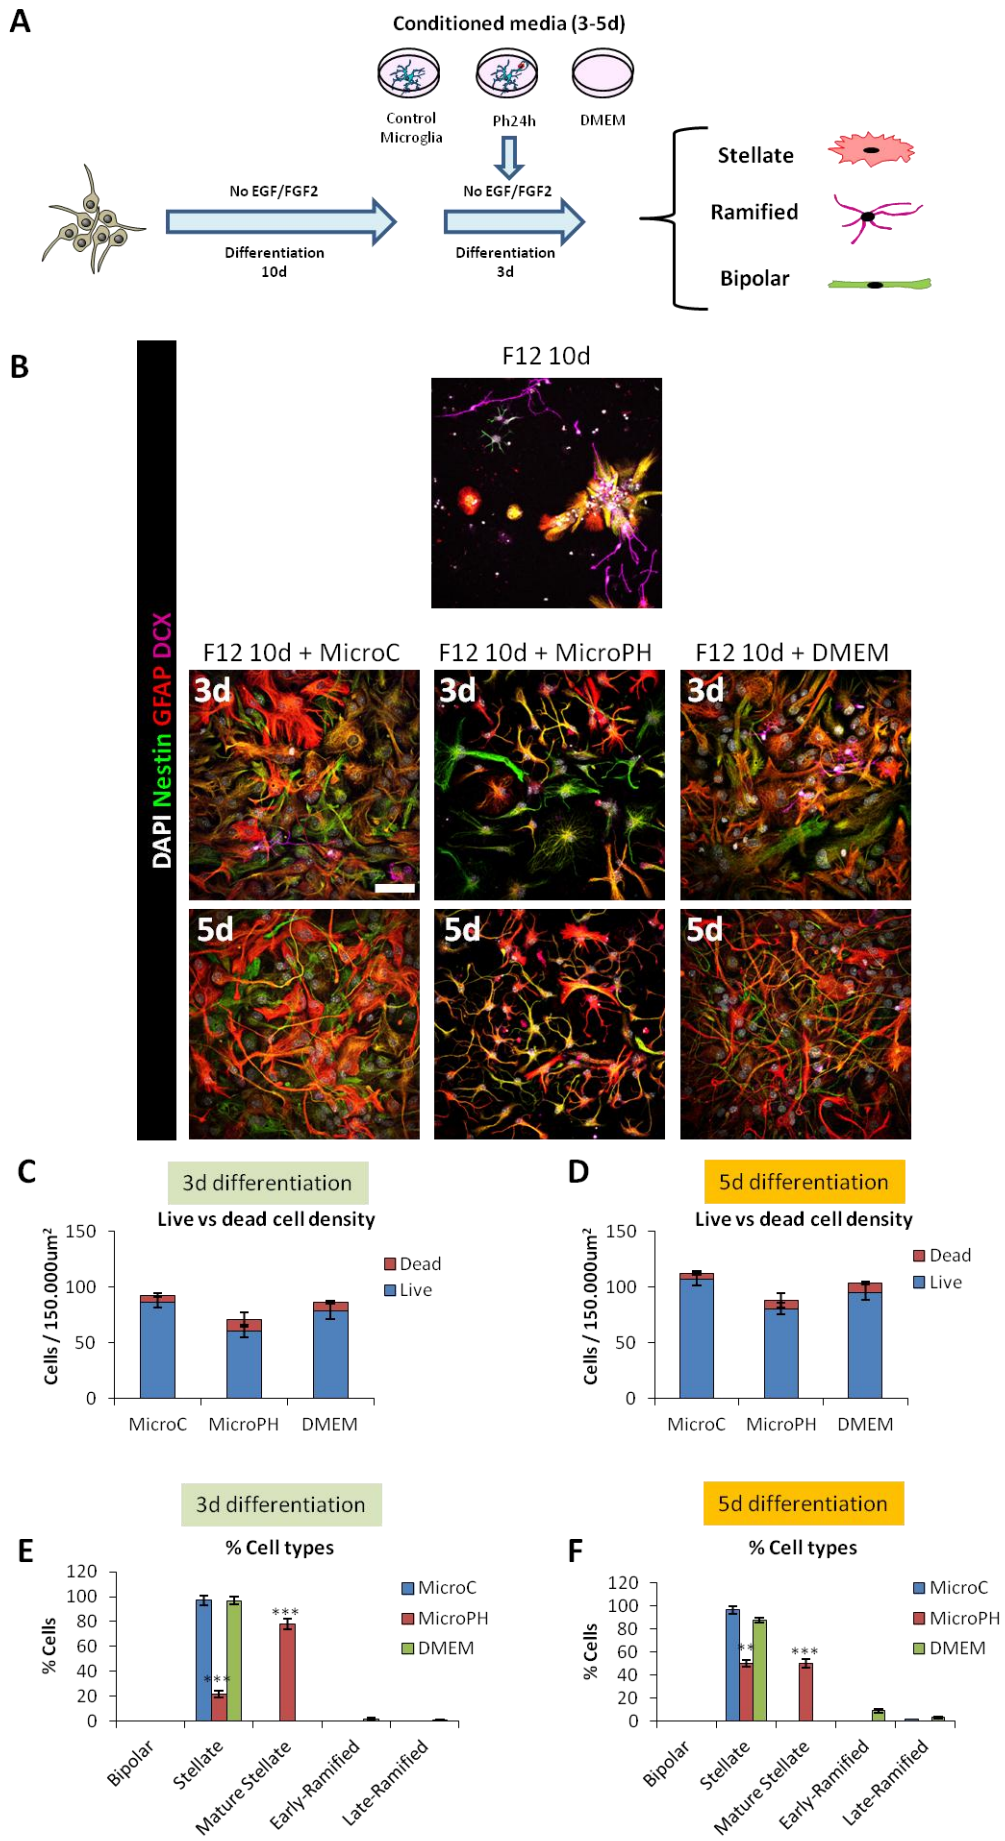 A
Conditioned media (3-5d)
Control
Microglia
Ph24h
DMEM
No EGF/FGF2
Differentiation
10d
No EGF/FGF2
Differentiation
3d
Stellate
Ramified
Bipolar
B
F12 10d
DAPI Nestin GFAP DCX
F12 10d + MicroC
F12 10d + MicroPH
F12 10d + DMEM
3d
3d
3d
5d
5d
5d
C
3d differentiation
Live vs dead cell density
Cells / 150.000um²
150
100
50
0
MicroC
MicroPH
DMEM
Dead
Live
D
5d differentiation
Live vs dead cell density
Cells / 150.000um²
150
100
50
0
MicroC
MicroPH
DMEM
Dead
Live
E
3d differentiation
% Cell types
% Cells
120
100
80
60
40
20
0
***
***
Bipolar
Stellate
Mature Stellate
Early-Ramified
Late-Ramified
MicroC
MicroPH
DMEM
F
5d differentiation
% Cell types
% Cells
120
100
80
60
40
20
0
**
***
Bipolar
Stellate
Mature Stellate
Early-Ramified
Late-Ramified
MicroC
MicroPH
DMEM